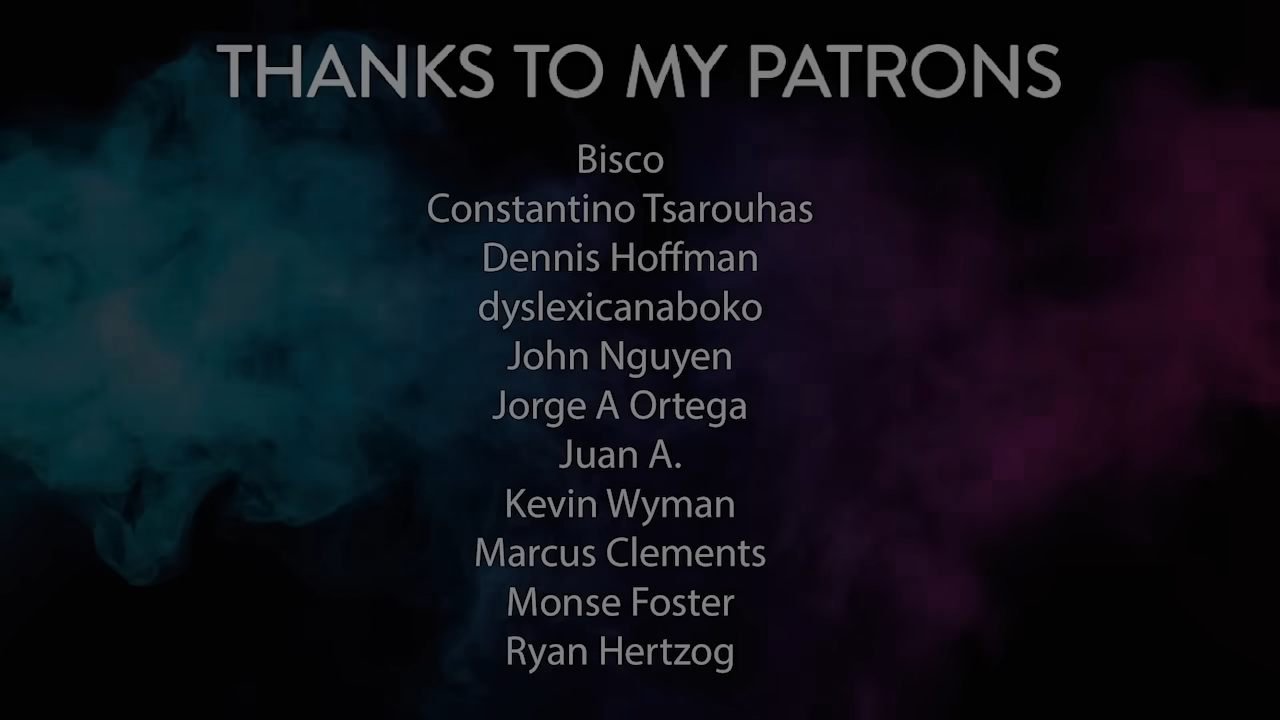 THANKS TO MY PATRONS
Bisco
Constantino Tsarouhas
Dennis Hoffman
dyslexicanaboko
John Nguyen
Jorge A Ortega
Juan A.
Kevin Wyman
Marcus Clements
Monse Foster
Ryan Hertzog